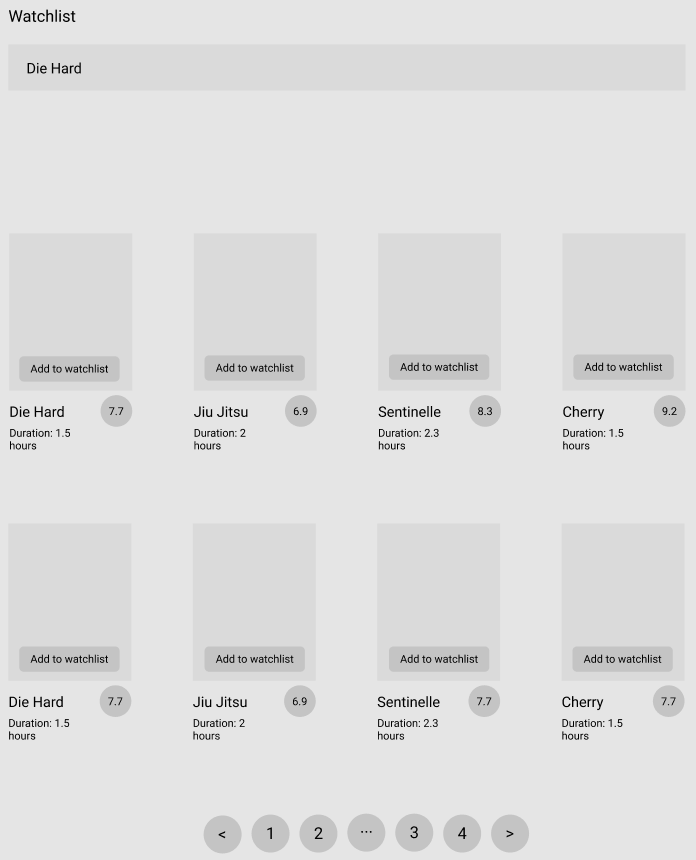 Watchlist
Die Hard
Add to watchlist
Add to watchlist
Add to watchlist
Add to watchlist
Die Hard 7.7
Duration: 1.5
hours
Jiu Jitsu 6.9
Duration: 2
hours
Sentinelle 8.3
Duration: 2.3
hours
Cherry 9.2
Duration: 1.5
hours
Add to watchlist
Add to watchlist
Add to watchlist
Add to watchlist
Die Hard 7.7
Duration: 1.5
hours
Jiu Jitsu 6.9
Duration: 2
hours
Sentinelle 7.7
Duration: 2.3
hours
Cherry 7.7
Duration: 1.5
hours
< 1 2 ... 3 4 >